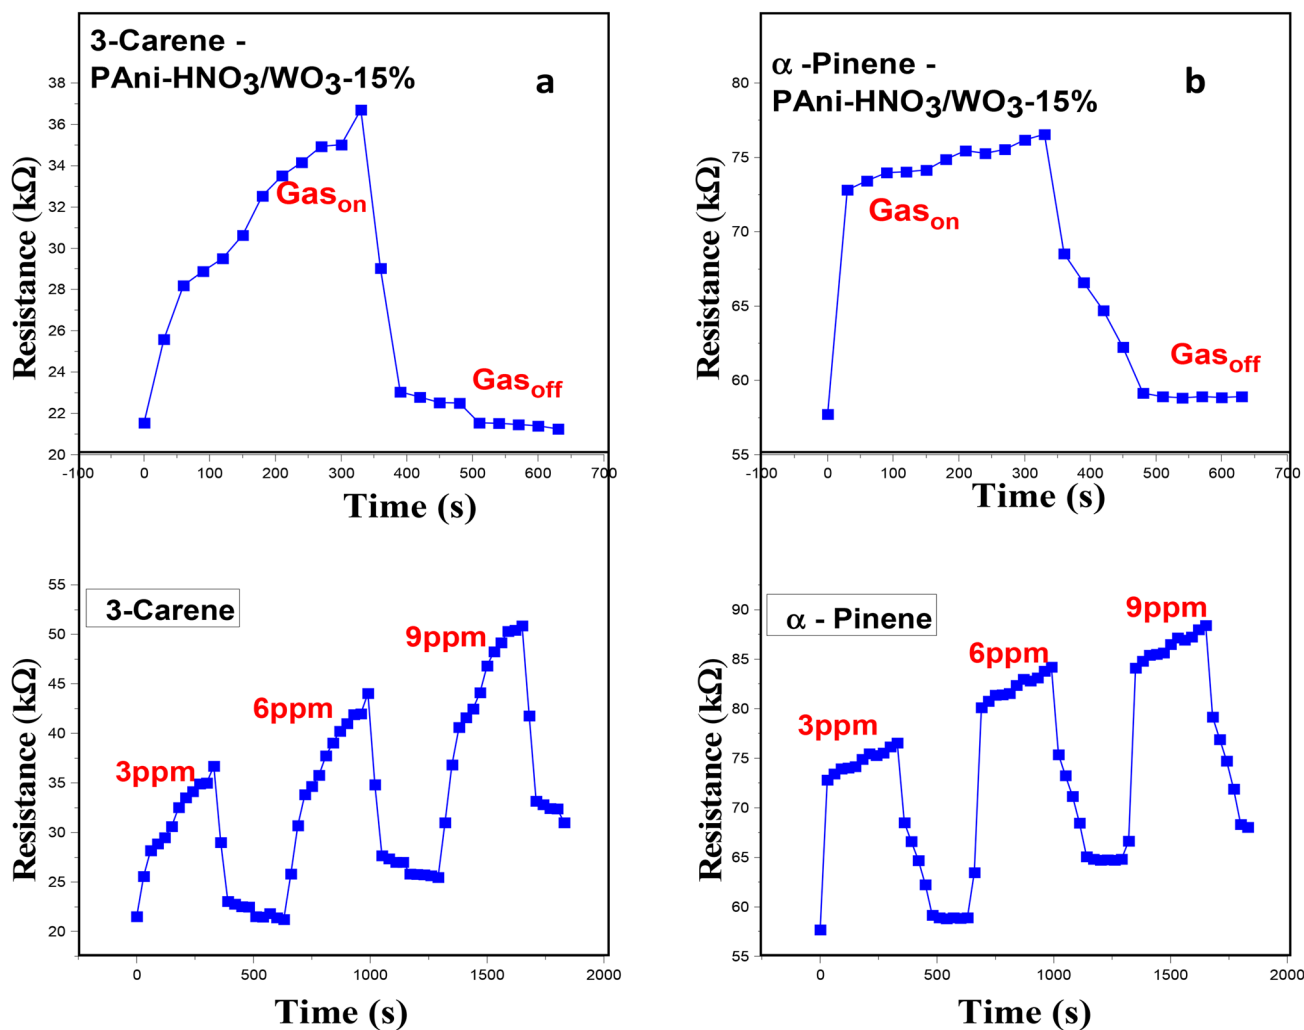 3-Carene -
PAni-HNO3/WO3-15%
a
Gason
Gasoff
Resistance (kΩ)
38
36
34
32
30
28
26
24
22
20
-100
0
100
200
300
400
500
600
700
Time (s)
α -Pinene -
PAni-HNO3/WO3-15%
b
Gason
Gasoff
Resistance (kΩ)
80
75
70
65
60
55
-100
0
100
200
300
400
500
600
700
Time (s)
3-Carene
3ppm
6ppm
9ppm
Resistance (kΩ)
55
50
45
40
35
30
25
20
0
500
1000
1500
2000
Time (s)
α - Pinene
3ppm
6ppm
9ppm
Resistance (kΩ)
90
85
80
75
70
65
60
55
0
500
1000
1500
2000
Time (s)